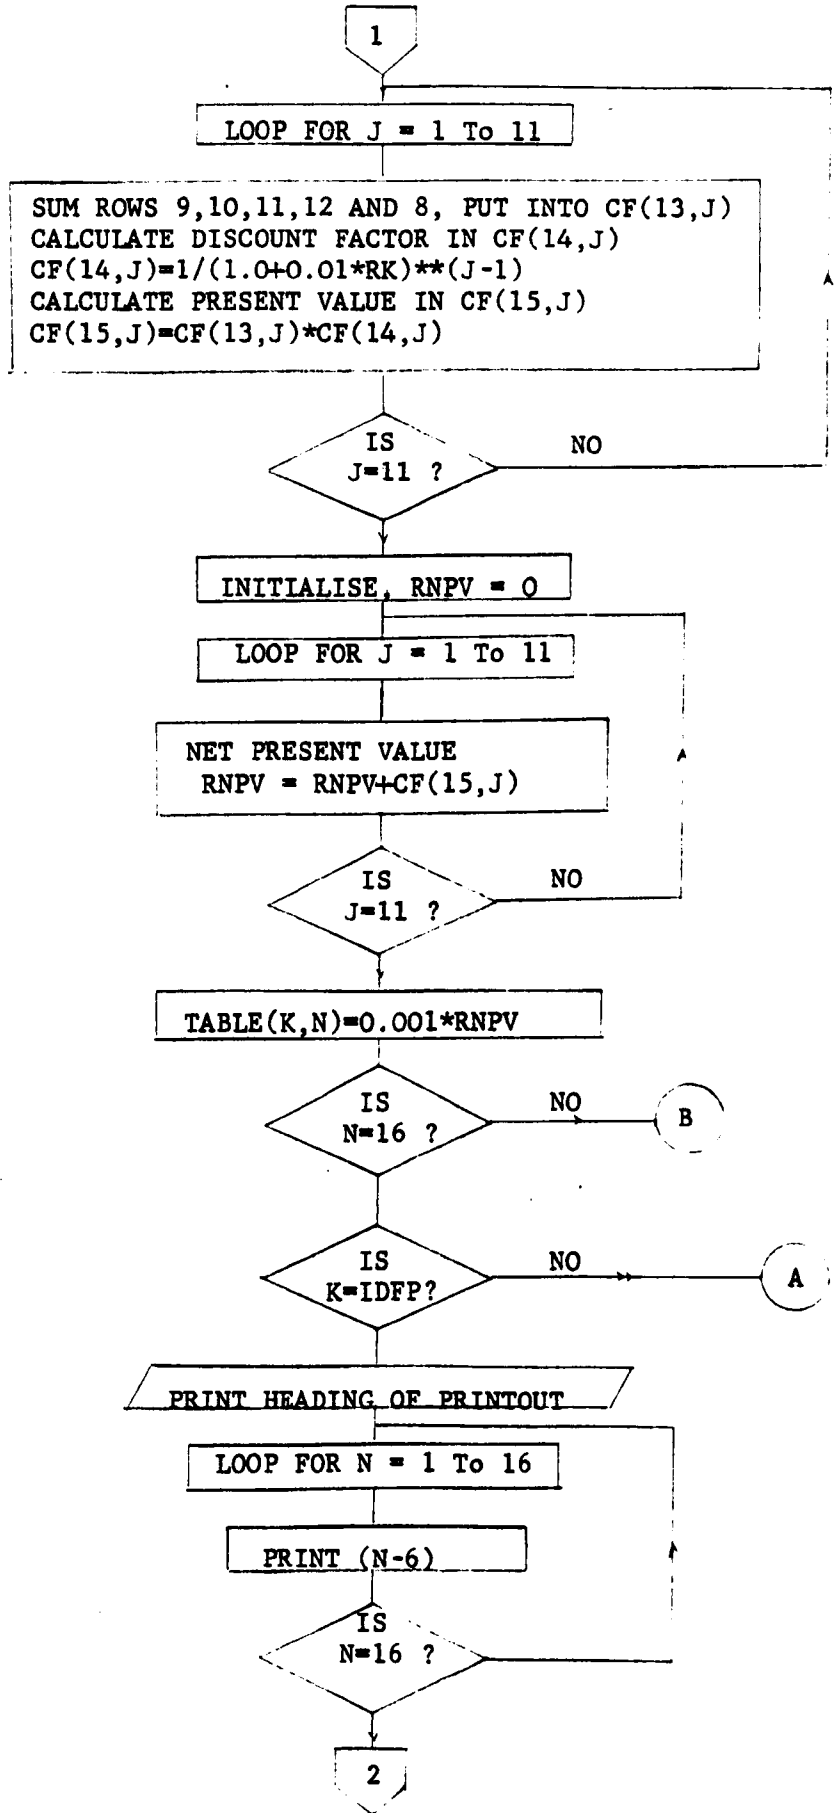 1
LOOP FOR J = 1 To 11
SUM ROWS 9,10,11,12 AND 8, PUT INTO CF(13,J)
CALCULATE DISCOUNT FACTOR IN CF(14,J)
CF(14,J)=1/(1.0+0.01*RK)**(J-1)
CALCULATE PRESENT VALUE IN CF(15,J)
CF(15,J)=CF(13,J)*CF(14,J)
IS
J=11 ?
NO
INITIALISE, RNPV = 0
LOOP FOR J = 1 To 11
NET PRESENT VALUE
RNPV = RNPV+CF(15,J)
IS
J=11 ?
NO
TABLE(K,N)=0.001*RNPV
IS
N=16 ?
NO
B
IS
K=IDFP?
NO
A
PRINT HEADING OF PRINTOUT
LOOP FOR N = 1 To 16
PRINT (N-6)
IS
N=16 ?
2